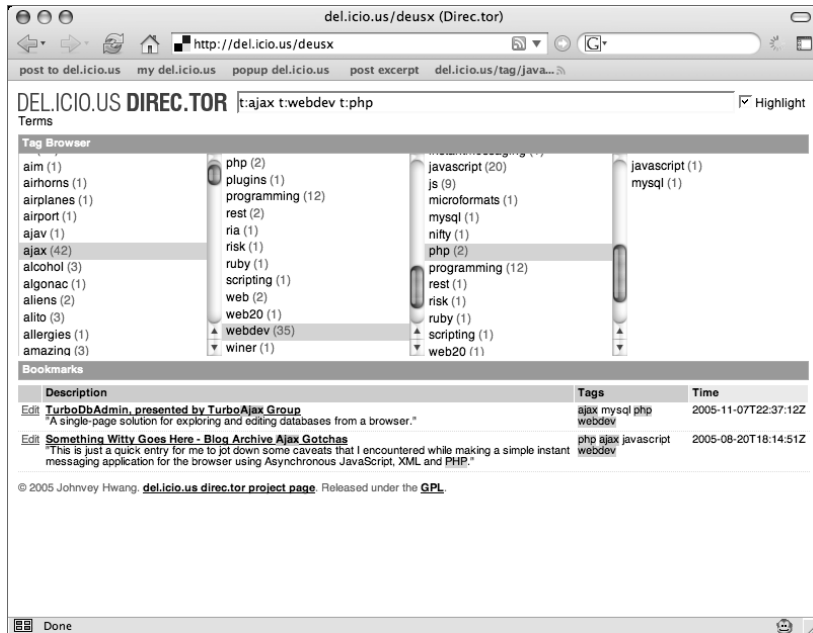 del.icio.us/deusx (Direc.tor)
http://del.icio.us/deusx
G
post to del.icio.us my del.icio.us popup del.icio.us post excerpt del.icio.us/tag/java...
DEL.ICIO.US DIREC.TOR t:ajax t:webdev t:php Highlight
Terms
Tag Browser
aim (1)
airhorns (1)
airplanes (1)
airport (1)
ajav (1)
ajax (42)
alcohol (3)
algonac (1)
aliens (2)
alito (3)
allergies (1)
amazing (3)
php (2)
plugins (1)
programming (12)
rest (2)
ria (1)
risk (1)
ruby (1)
scripting (1)
web (2)
web20 (1)
webdev (35)
winer (1)
instantmessaging (1)
javascript (20)
js (9)
microformats (1)
mysql (1)
nifty (1)
php (2)
programming (12)
rest (1)
risk (1)
ruby (1)
scripting (1)
web20 (1)
javascript (1)
mysql (1)
Bookmarks
Description Tags Time
Edit TurboDbAdmin, presented by TurboAjax Group ajax mysql php 2005-11-07T22:37:12Z
"A single-page solution for exploring and editing databases from a browser." webdev
Edit Something Witty Goes Here - Blog Archive Ajax Gotchas php ajax javascript 2005-08-20T18:14:51Z
"This is just a quick entry for me to jot down some caveats that I encountered while making a simple instant webdev
messaging application for the browser using Asynchronous JavaScript, XML and PHP."
© 2005 Johnvey Hwang. del.icio.us direc.tor project page. Released under the GPL.
Done